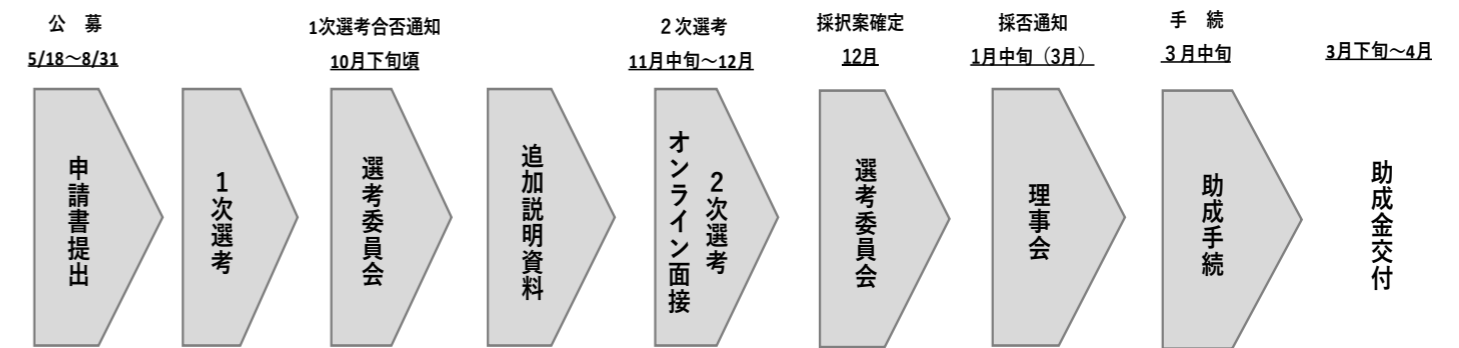 公　募
5/18～8/31
申請書提出
1次選考
1次選考合否通知
10月下旬頃
選考委員会
追加説明資料
２次選考
11月中旬～12月
２次選考
オンライン面接
採択案確定
12月
選考委員会
採否通知
1月中旬（3月）
理事会
手　続
３月中旬
助成手続
3月下旬～4月
助成金交付